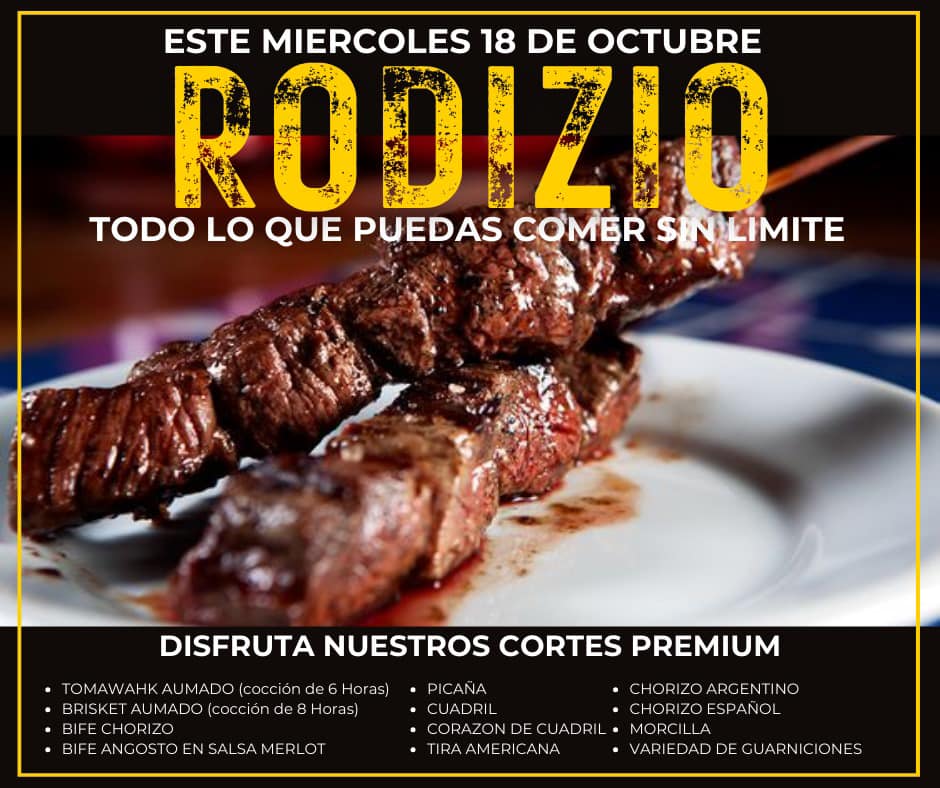 ESTE MIERCOLES 18 DE OCTUBRE
RODIZIO
TODO LO QUE PUEDAS COMER SIN LIMITE
DISFRUTA NUESTROS CORTES PREMIUM
• TOMAWAHK AUMADO (cocción de 6 Horas)
• BRISKET AUMADO (cocción de 8 Horas)
• BIFE CHORIZO
• BIFE ANGOSTO EN SALSA MERLOT
• PICAÑA
• CUADRIL
• CORAZON DE CUADRIL
• TIRA AMERICANA
• CHORIZO ARGENTINO
• CHORIZO ESPAÑOL
• MORCILLA
• VARIEDAD DE GUARNICIONES